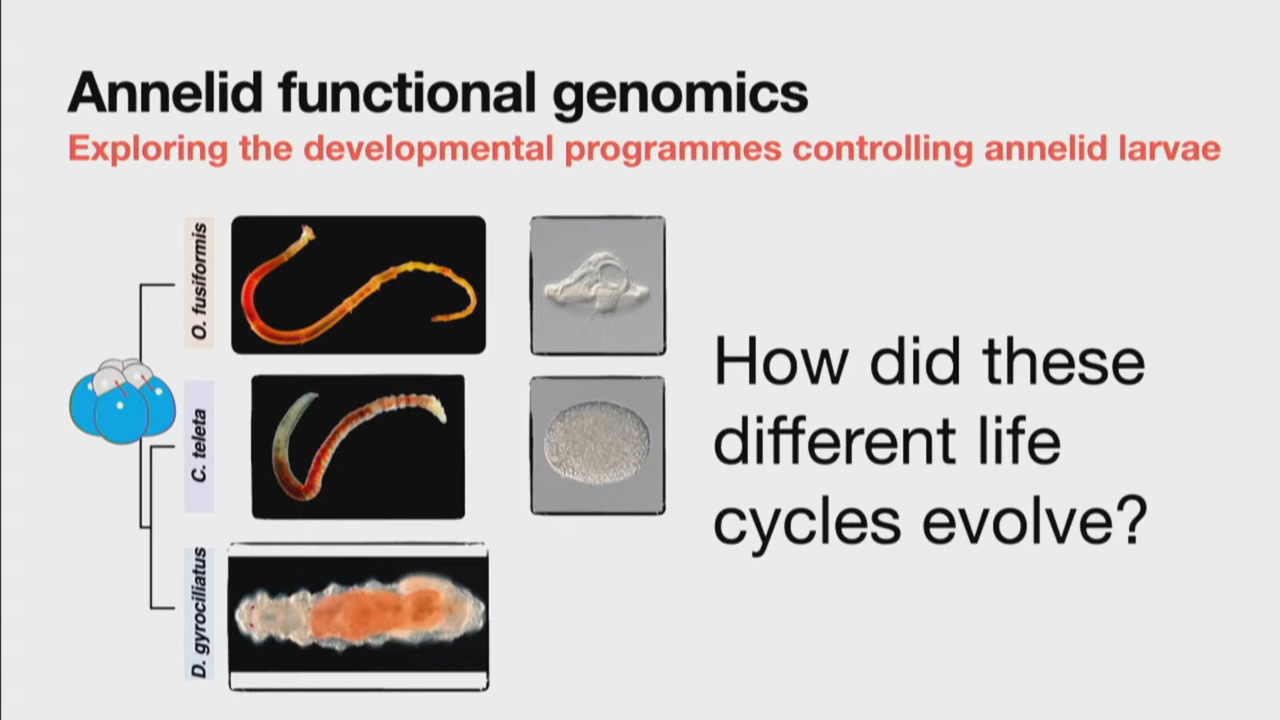 Annelid functional genomics
Exploring the developmental programmes controlling annelid larvae
O. fusiformis
C. teleta
D. gyrociliatus
How did these
different life
cycles evolve?